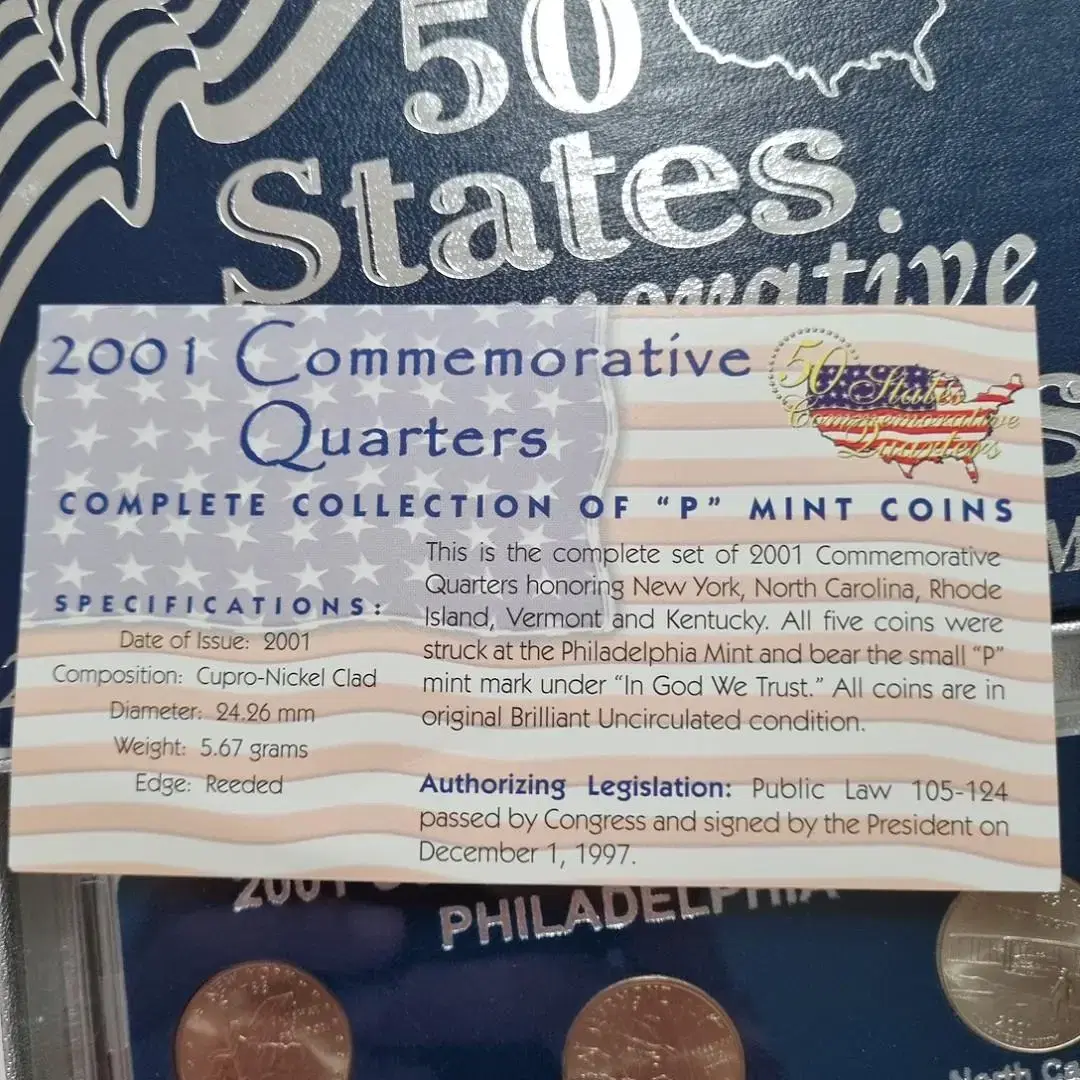 50
States
2001 Commemorative
Quarters
50 States
Commemorative
Quarters
COMPLETE COLLECTION OF "P" MINT COINS
SPECIFICATIONS:
Date of Issue: 2001
Composition: Cupro-Nickel Clad
Diameter: 24.26 mm
Weight: 5.67 grams
Edge: Reeded
This is the complete set of 2001 Commemorative
Quarters honoring New York, North Carolina, Rhode
Island, Vermont and Kentucky. All five coins were
struck at the Philadelphia Mint and bear the small "P"
mint mark under "In God We Trust." All coins are in
original Brilliant Uncirculated condition.
Authorizing Legislation: Public Law 105-124
passed by Congress and signed by the President on
December 1, 1997.
2001
PHILADELPHIA
2001
North Ca